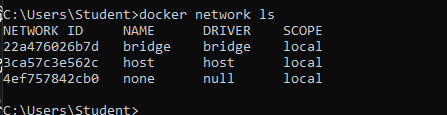 C:\Users\Student>docker network ls
NETWORK ID     NAME      DRIVER    SCOPE
22a476026b7d   bridge    bridge    local
3ca57c3e562c   host      host      local
4ef757842cb0   none      null      local
C:\Users\Student>